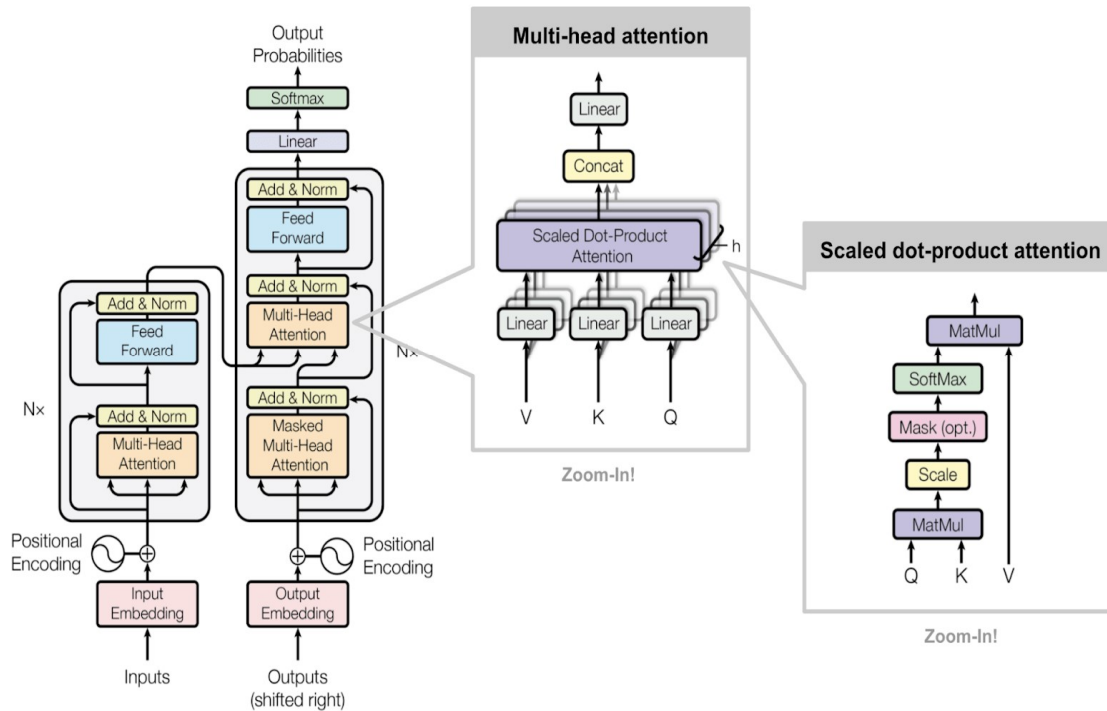 Output
Probabilities
Softmax
Linear
Add & Norm
Feed
Forward
Add & Norm
Multi-Head
Attention
Nx
Add & Norm
Masked
Multi-Head
Attention
Positional
Encoding
Output
Embedding
Outputs
(shifted right)
Add & Norm
Feed
Forward
Nx
Add & Norm
Multi-Head
Attention
Positional
Encoding
Input
Embedding
Inputs
Multi-head attention
Linear
Concat
Scaled Dot-Product
Attention
h
Linear
Linear
Linear
V
K
Q
Zoom-In!
Scaled dot-product attention
MatMul
SoftMax
Mask (opt.)
Scale
MatMul
Q
K
V
Zoom-In!